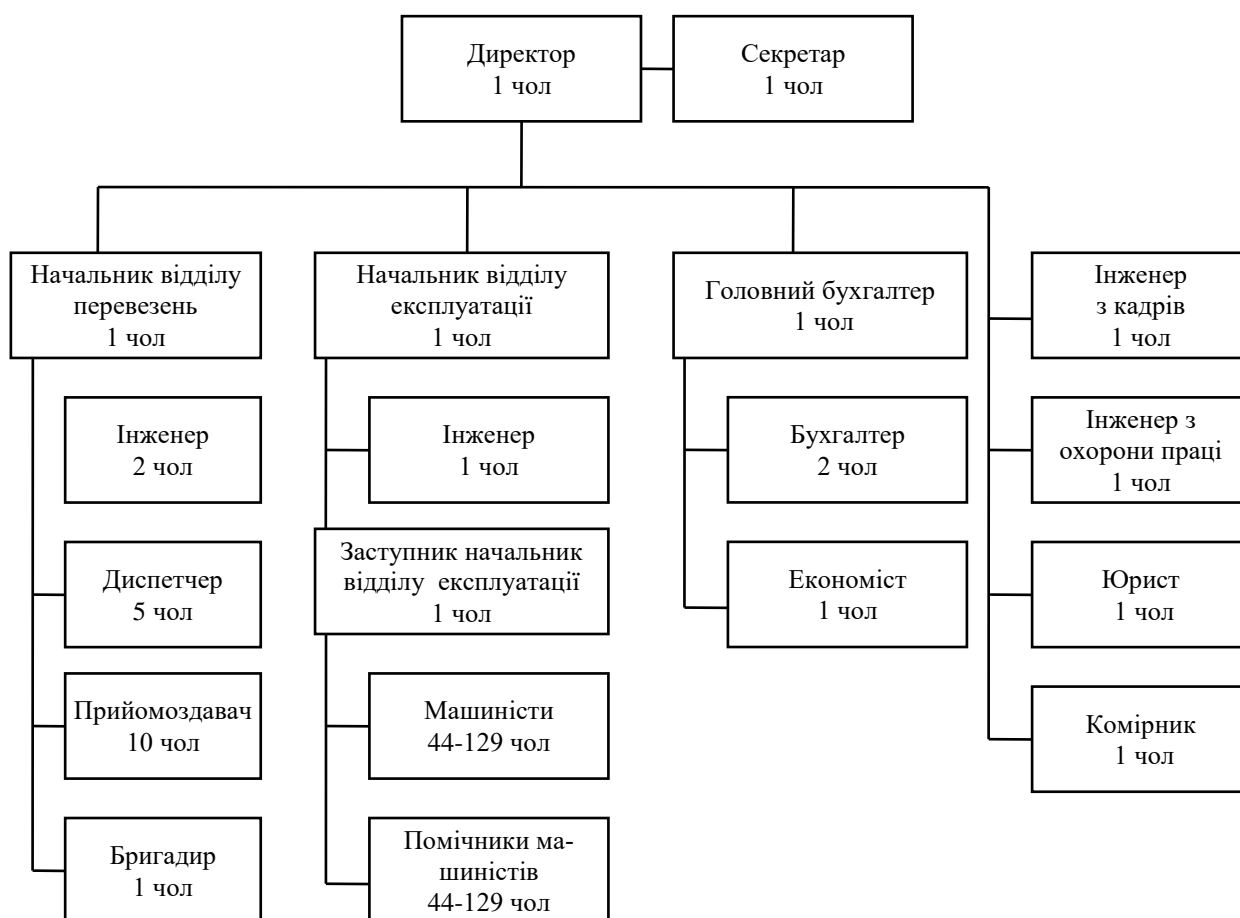 Директор
1 чол
Секретар
1 чол
Начальник відділу
перевезень
1 чол
Начальник відділу
експлуатації
1 чол
Головний бухгалтер
1 чол
Інженер
з кадрів
1 чол
Інженер
2 чол
Інженер
1 чол
Бухгалтер
2 чол
Інженер з
охорони праці
1 чол
Диспетчер
5 чол
Заступник начальник
відділу експлуатації
1 чол
Економіст
1 чол
Юрист
1 чол
Прийомоздавач
10 чол
Машиністи
44-129 чол
Комірник
1 чол
Бригадир
1 чол
Помічники ма-
шиністів
44-129 чол